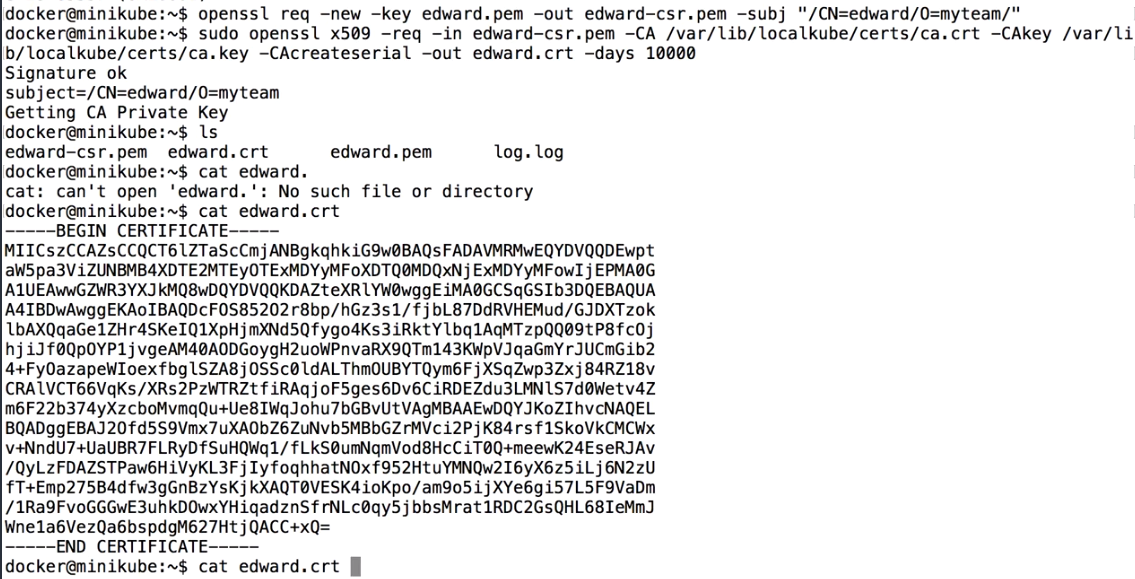 docker@minikube:~$ openssl req -new -key edward.pem -out edward-csr.pem -subj "/CN=edward/O=myteam/"
docker@minikube:~$ sudo openssl x509 -req -in edward-csr.pem -CA /var/lib/localkube/certs/ca.crt -CAkey /var/li
b/localkube/certs/ca.key -CAcreateserial -out edward.crt -days 10000
Signature ok
subject=/CN=edward/O=myteam
Getting CA Private Key
docker@minikube:~$ ls
edward-csr.pem  edward.crt      edward.pem      log.log
docker@minikube:~$ cat edward.
cat: can't open 'edward.': No such file or directory
docker@minikube:~$ cat edward.crt
-----BEGIN CERTIFICATE-----
MIICszCCAZsCCQCT6lZTaScCmjANBgkqhkiG9w0BAQsFADAVMRMwEQYDVQQDEwpt
aW5pa3ViZUNBMB4XDTE2MTEyOTExMDYyMFoXDTQ0MDQxNjExMDYyMFowIjEPMA0G
A1UEAwwGZWR3YXJkMQ8wDQYDVQQKDAZteXRlYW0wggEiMA0GCSqGSIb3DQEBAQUA
A4IBDwAwggEKAoIBAQDcFOS85202r8bp/hGz3s1/fjbL87DdRVHEMud/GJDXTzok
lbAXQqaGe1ZHr4SKeIQ1XpHjmXNd5Qfygo4Ks3iRktYlbq1AqMTzpQQ09tP8fcOj
hjiJf0QpOYP1jvgeAM40AODGoygH2uoWPnvaRX9QTm143KWpVJqaGmYrJUCmGib2
4+FyOazapeWIoexfbglSZA8jOSSc0ldALThmOUBYTQym6FjXSqZwp3Zxj84RZ18v
CRAlVCT66VqKs/XRs2PzWTRZtfiRAqjoF5ges6Dv6CiRDEZdu3LMNlS7d0Wetv4Z
m6F22b374yXzcboMvmqQu+Ue8IWqJohu7bGBvUtVAgMBAAEwDQYJKoZIhvcNAQEL
BQADggEBAJ2Ofd5S9Vmx7uXAObZ6ZuNvb5MBbGZrMVci2PjK84rsf1SkoVkCMCWx
v+NndU7+UaUBR7FLRyDfSuHQWq1/fLkS0umNqmVod8HcCiT0Q+meewK24EseRJAv
/QyLzFDAZSTPaw6HiVyKL3FjIyfoqhhatNOxf952HtuYMNQw2I6yX6z5iLj6N2zU
fT+Emp275B4dfw3gGnBzYsKjkXAQT0VESK4ioKpo/am9o5ijXYe6gi57L5F9VaDm
/1Ra9FvoGGGwE3uhkDOwxYHiqadznSfrNLc0qy5jbbsMrat1RDC2GsQHL68IeMmJ
Wne1a6VezQa6bspdgM627HtjQACC+xQ=
-----END CERTIFICATE-----
docker@minikube:~$ cat edward.crt